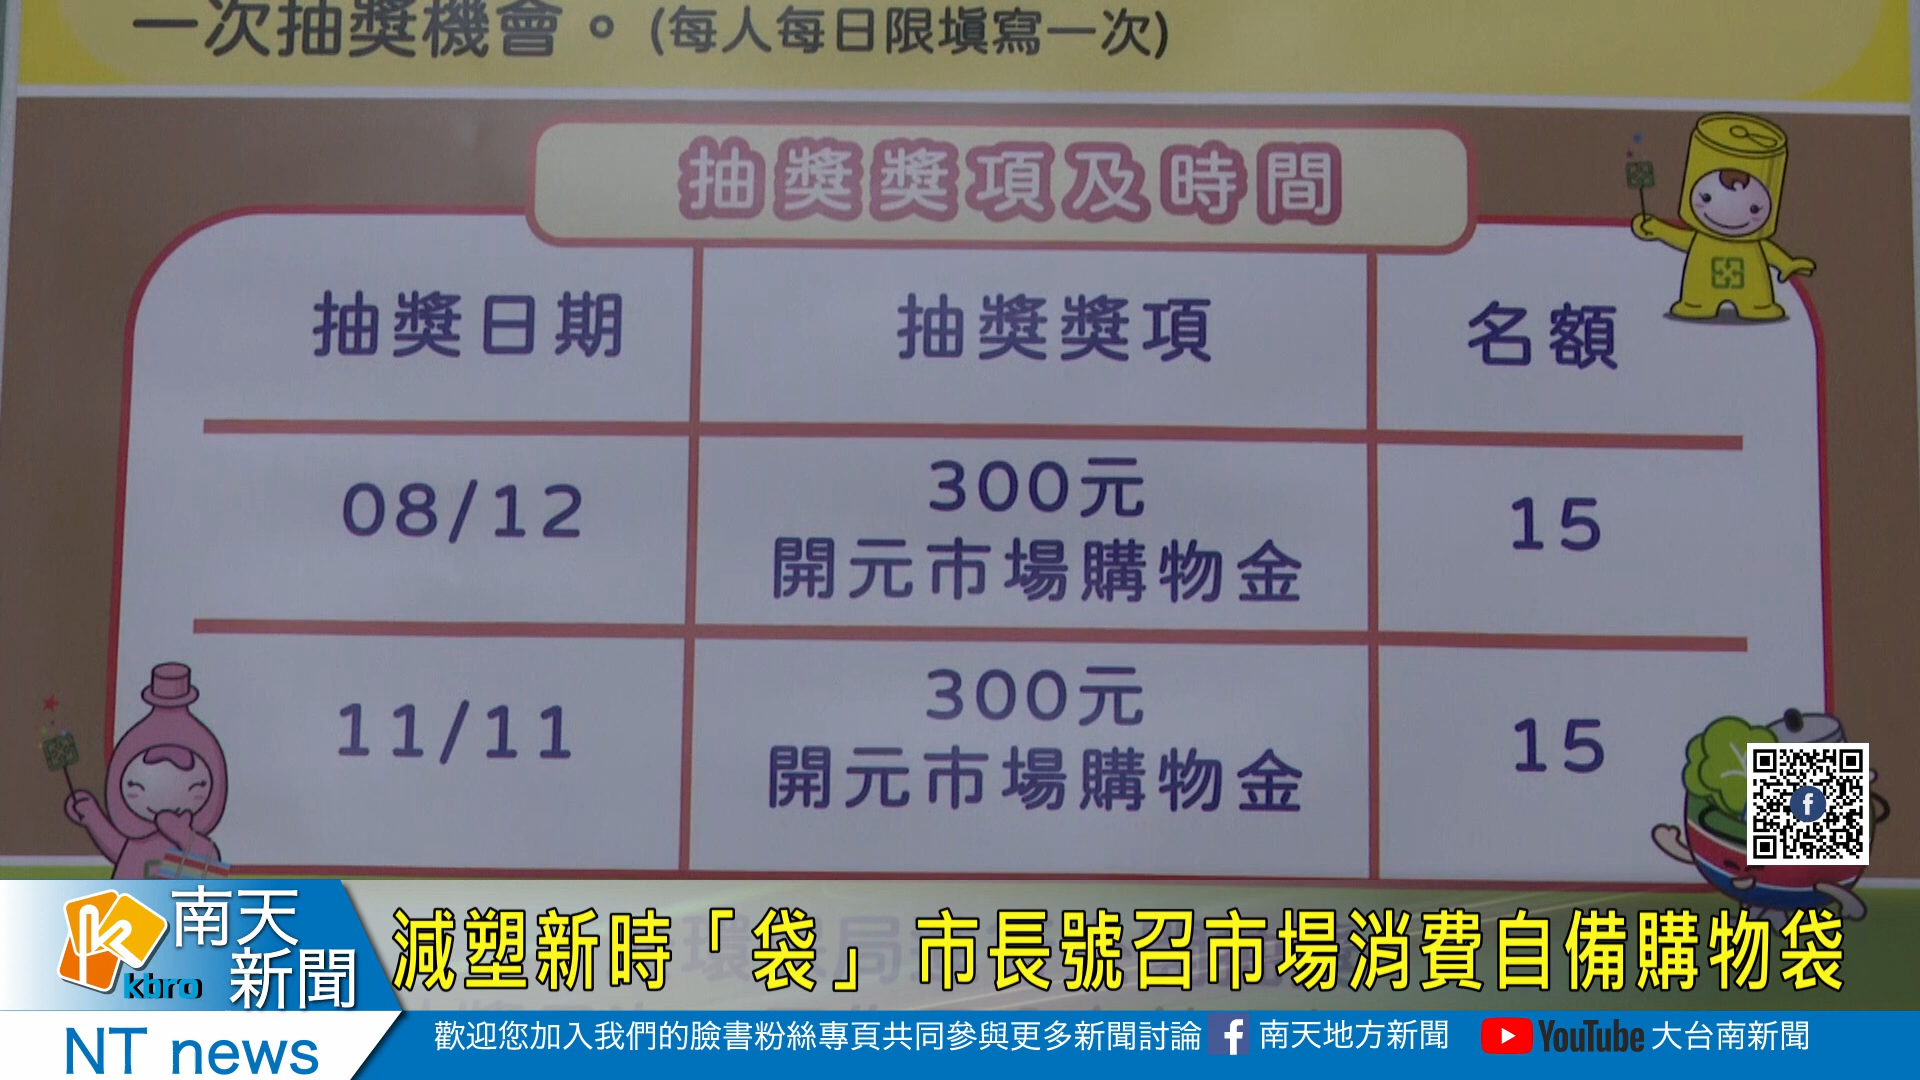 一次抽獎機會。(每人每日限填寫一次)
抽獎獎項及時間
抽獎日期 抽獎獎項 名額
08/12 300元 開元市場購物金 15
11/11 300元 開元市場購物金 15
南天新聞
kbro
減塑新時「袋」市長號召市場消費自備購物袋
NT news
歡迎您加入我們的臉書粉絲專頁共同參與更多新聞討論 南天地方新聞 YouTube 大台南新聞